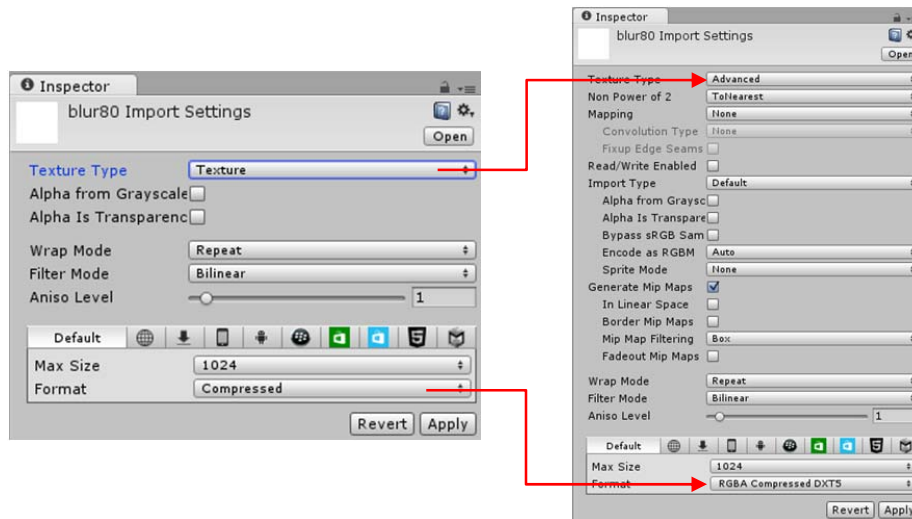 Inspector
blur80 Import Settings
Open
Texture Type Texture
Alpha from Grayscale
Alpha Is Transparenc
Wrap Mode Repeat
Filter Mode Bilinear
Aniso Level 1
Default
Max Size 1024
Format Compressed
Revert Apply
Inspector
blur80 Import Settings
Open
Texture Type Advanced
Non Power of 2 ToNearest
Mapping None
Convolution Type None
Fixup Edge Seams
Read/Write Enabled
Import Type Default
Alpha from Graysc
Alpha Is Transpare
Bypass sRGB Sam
Encode as RGBM Auto
Sprite Mode None
Generate Mip Maps
In Linear Space
Border Mip Maps
Mip Map Filtering Box
Fadeout Mip Maps
Wrap Mode Repeat
Filter Mode Bilinear
Aniso Level 1
Default
Max Size 1024
Format RGBA Compressed DXT5
Revert Apply